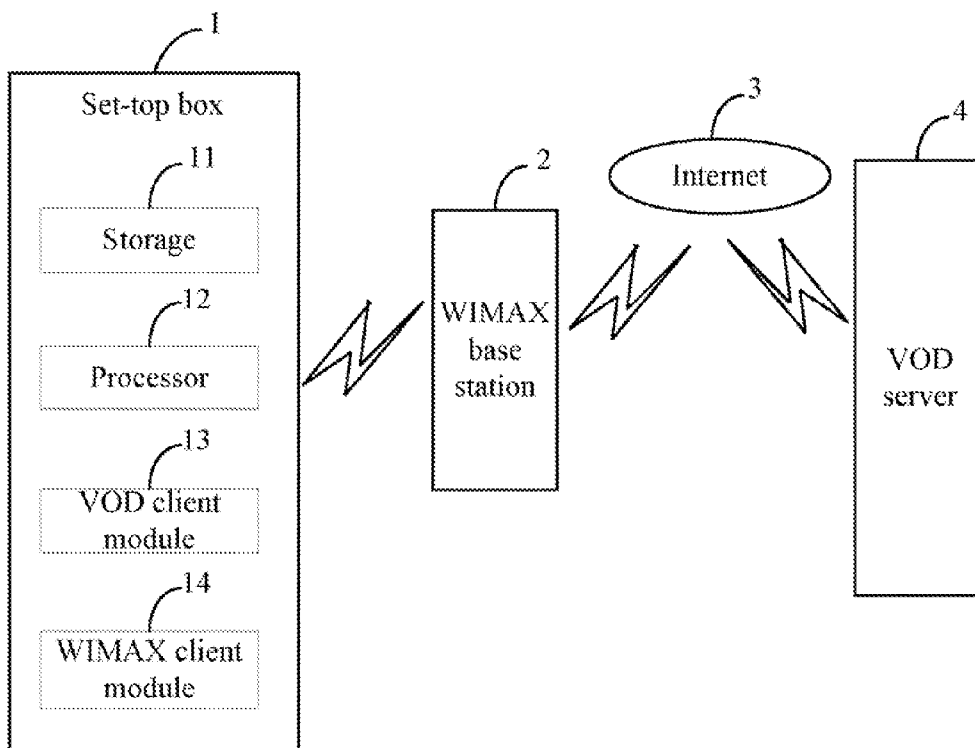 1
Set-top box
11
Storage
12
Processor
13
VOD client
module
14
WIMAX client
module
2
WIMAX
base
station
3
Internet
4
VOD
server